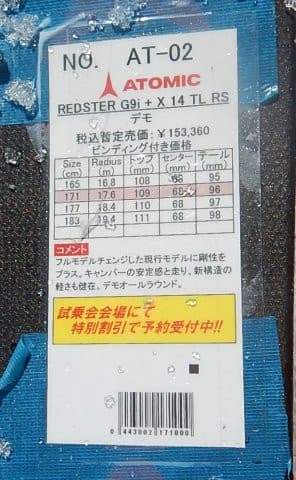 NO. AT-02
ATOMIC
REDSTER G9i + X 14 TL RS
デモ
税込暫定売価：￥153,360
ビンディング付き価格
Size (cm) Radius (m) トップ (mm) センター (mm) テール (mm)
165 16.8 108 68 95
171 17.6 109 68 96
177 18.4 110 68 97
183 19.4 111 68 98
コメント
フルモデルチェンジした現行モデルに剛性を
プラス。キャンバーの安定感と走り、新構造の
軽さも健在。デモオールラウンド。
試乗会会場にて
特別割引で予約受付中!!
0 443802 171000